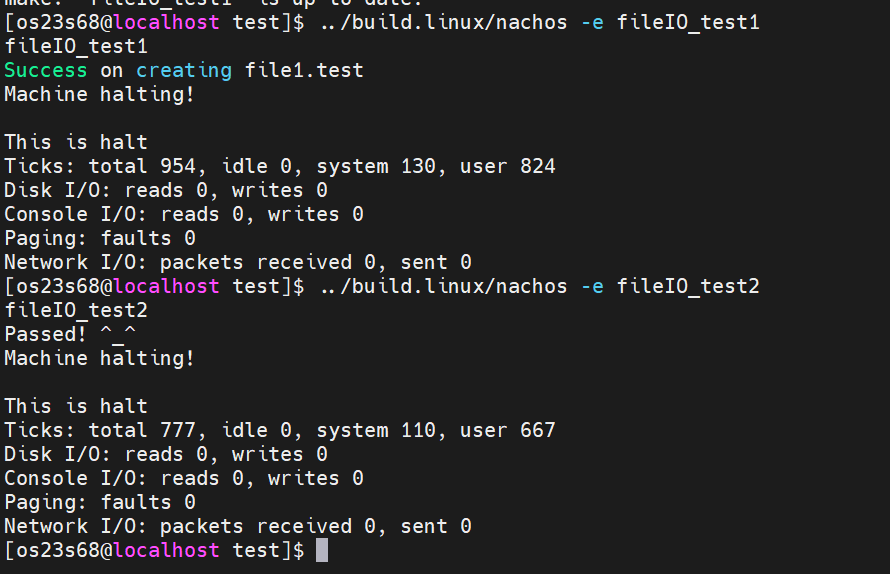 make: `fileIO_test1' is up to date.
[os23s68@localhost test]$ ../build.linux/nachos -e fileIO_test1
fileIO_test1
Success on creating file1.test
Machine halting!
This is halt
Ticks: total 954, idle 0, system 130, user 824
Disk I/O: reads 0, writes 0
Console I/O: reads 0, writes 0
Paging: faults 0
Network I/O: packets received 0, sent 0
[os23s68@localhost test]$ ../build.linux/nachos -e fileIO_test2
fileIO_test2
Passed! ^_^
Machine halting!
This is halt
Ticks: total 777, idle 0, system 110, user 667
Disk I/O: reads 0, writes 0
Console I/O: reads 0, writes 0
Paging: faults 0
Network I/O: packets received 0, sent 0
[os23s68@localhost test]$